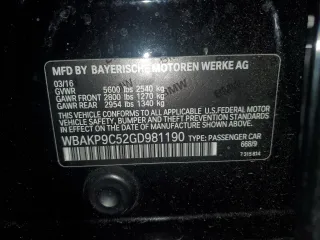 MFD BY BAYERISCHE MOTOREN WERKE AG
03/16
GVWR 5600 lbs 2540 kg
GAWR FRONT 2800 lbs 1270 kg
GAWR REAR 2954 lbs 1340 kg
THIS VEHICLE CONFORMS TO ALL APPLICABLE U.S. FEDERAL MOTOR
VEHICLE SAFETY, BUMPER, AND THEFT PREVENTION STANDARDS IN
EFFECT ON THE DATE OF MANUFACTURE SHOWN ABOVE.
WBAKP9C52GD981190 TYPE: PASSENGER CAR
668/9